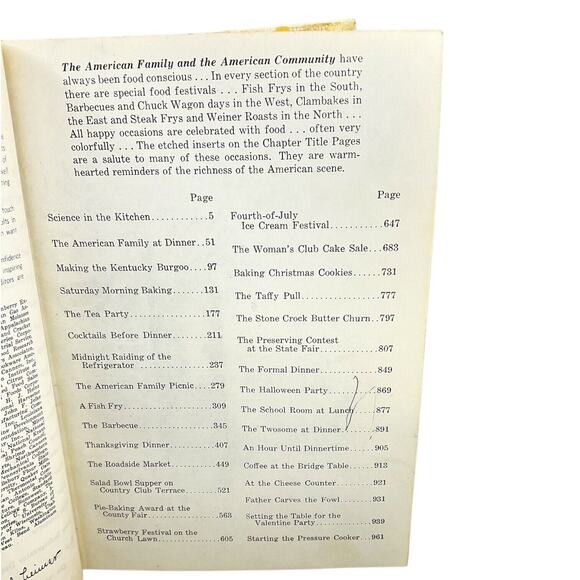 The American Family and the American Community have
always been food conscious . . . In every section of the country
there are special food festivals . . . Fish Frys in the South,
Barbecues and Chuck Wagon days in the West, Clambakes in
the East and Steak Frys and Weiner Roasts in the North . . .
All happy occasions are celebrated with food . . . often very
colorfully . . . The etched inserts on the Chapter Title Pages
are a salute to many of these occasions. They are warm-
hearted reminders of the richness of the American scene.
Page
Science in the Kitchen............5
The American Family at Dinner..51
Making the Kentucky Burgoo....97
Saturday Morning Baking.......131
The Tea Party................177
Cocktails Before Dinner.......211
Midnight Raiding of the
Refrigerator ................237
The American Family Picnic....279
A Fish Fry...................309
The Barbecue................345
Thanksgiving Dinner..........407
The Roadside Market..........449
Salad Bowl Supper on
Country Club Terrace........521
Pie-Baking Award at the
County Fair.................563
Strawberry Festival on the
Church Lawn................605
Page
Fourth-of-July
Ice Cream Festival...........647
The Woman's Club Cake Sale...683
Baking Christmas Cookies......731
The Taffy Pull...............777
The Stone Crock Butter Churn..797
The Preserving Contest
at the State Fair............807
The Formal Dinner............849
The Halloween Party..........869
The School Room at Lunch.....877
The Twosome at Dinner........891
An Hour Until Dinnertime......905
Coffee at the Bridge Table.....913
At the Cheese Counter........921
Father Carves the Fowl........931
Setting the Table for the
Valentine Party..............939
Starting the Pressure Cooker...961